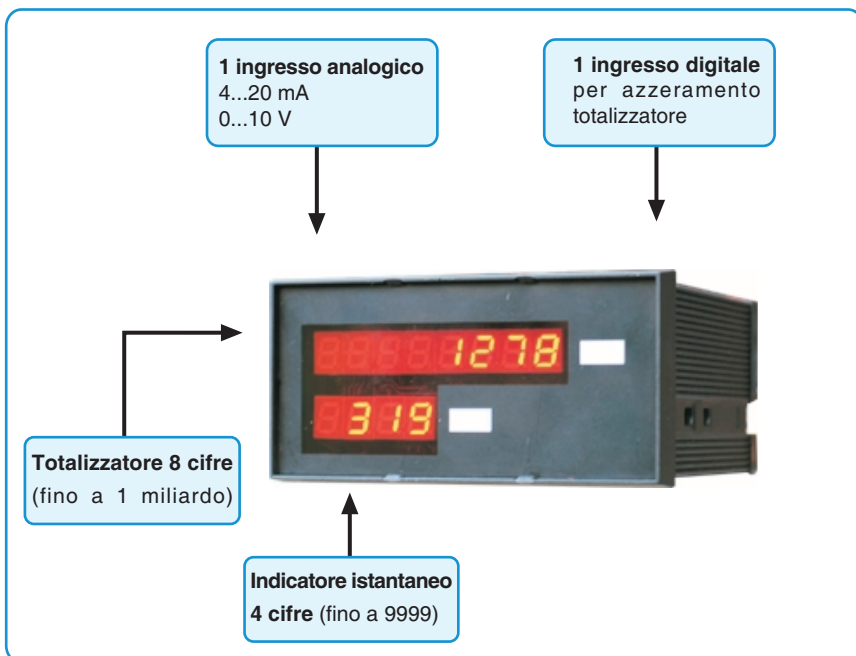 1 ingresso analogico
4...20 mA
0...10 V
1 ingresso digitale
per azzeramento
totalizzatore
1278
319
Totalizzatore 8 cifre
(fino a 1 miliardo)
Indicatore istantaneo
4 cifre (fino a 9999)